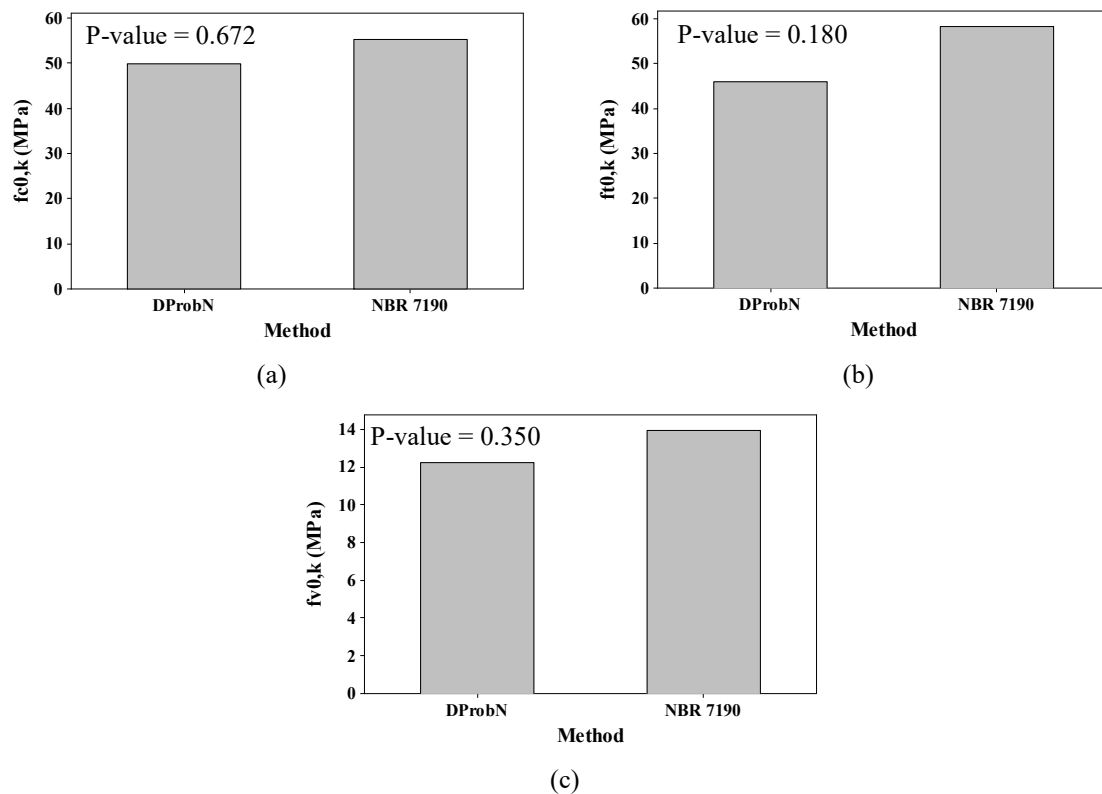 P-value = 0.672
fc0,k (MPa)
60
50
40
30
20
10
0
DProbN NBR 7190
Method
(a)
P-value = 0.180
ft0,k (MPa)
60
50
40
30
20
10
0
DProbN NBR 7190
Method
(b)
P-value = 0.350
fv0,k (MPa)
14
12
10
8
6
4
2
0
DProbN NBR 7190
Method
(c)